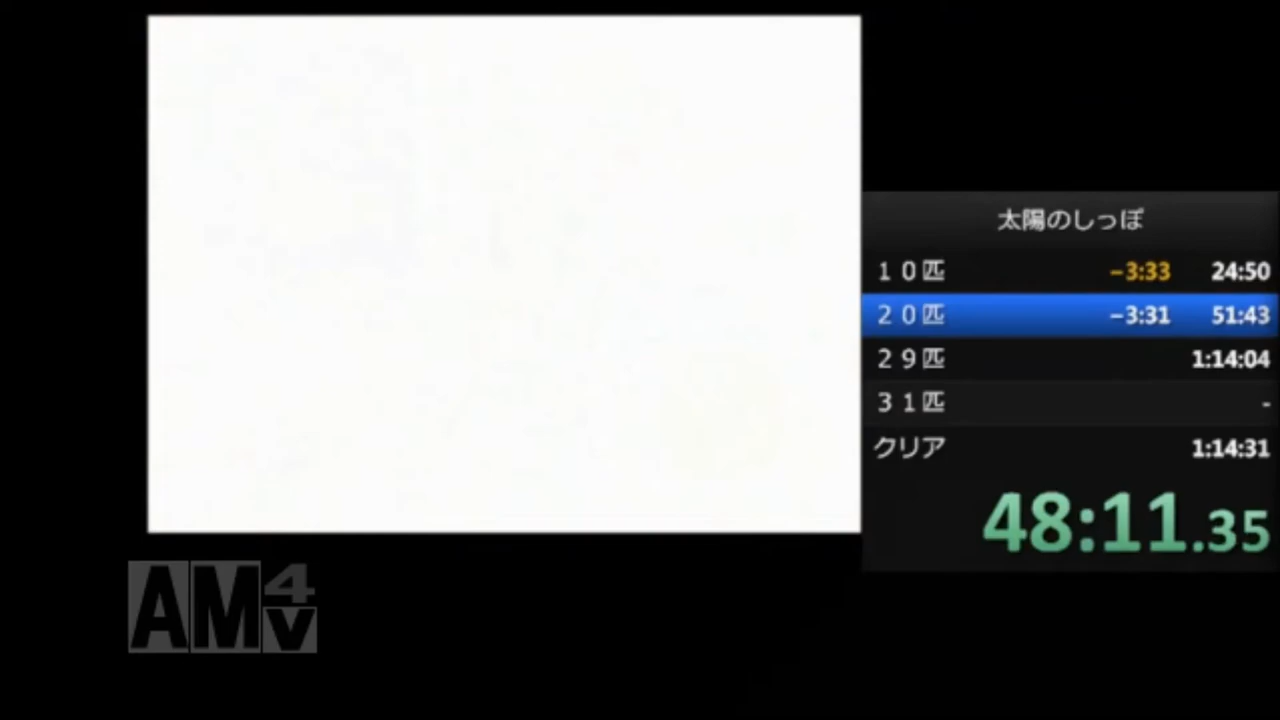 太陽のしっぽ
１０匹 −3:33 24:50
２０匹 −3:31 51:43
２９匹 1:14:04
３１匹 -
クリア 1:14:31
48:11.35
AM4V